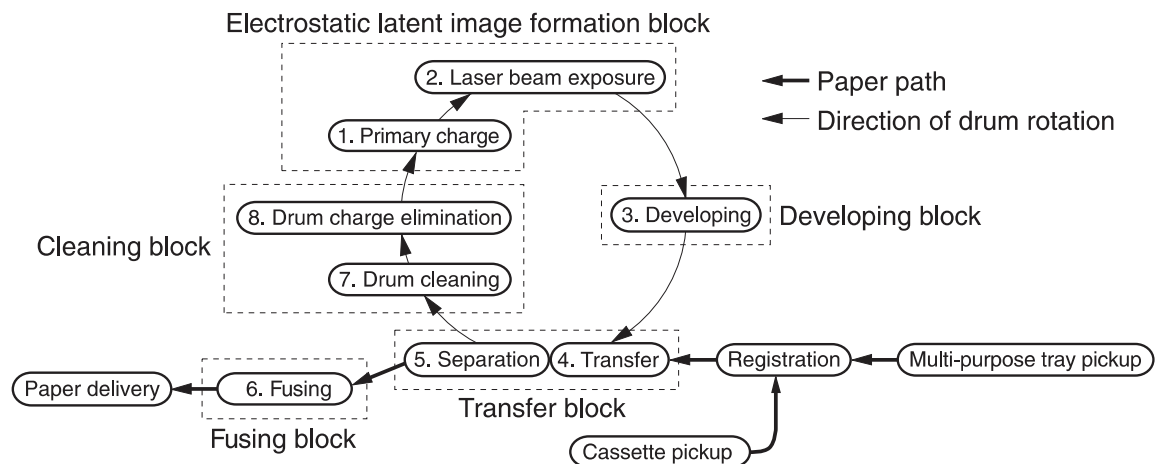 Electrostatic latent image formation block
2. Laser beam exposure
Paper path
Direction of drum rotation
1. Primary charge
8. Drum charge elimination
3. Developing
Developing block
Cleaning block
7. Drum cleaning
5. Separation
4. Transfer
Registration
Multi-purpose tray pickup
Paper delivery
6. Fusing
Transfer block
Fusing block
Cassette pickup